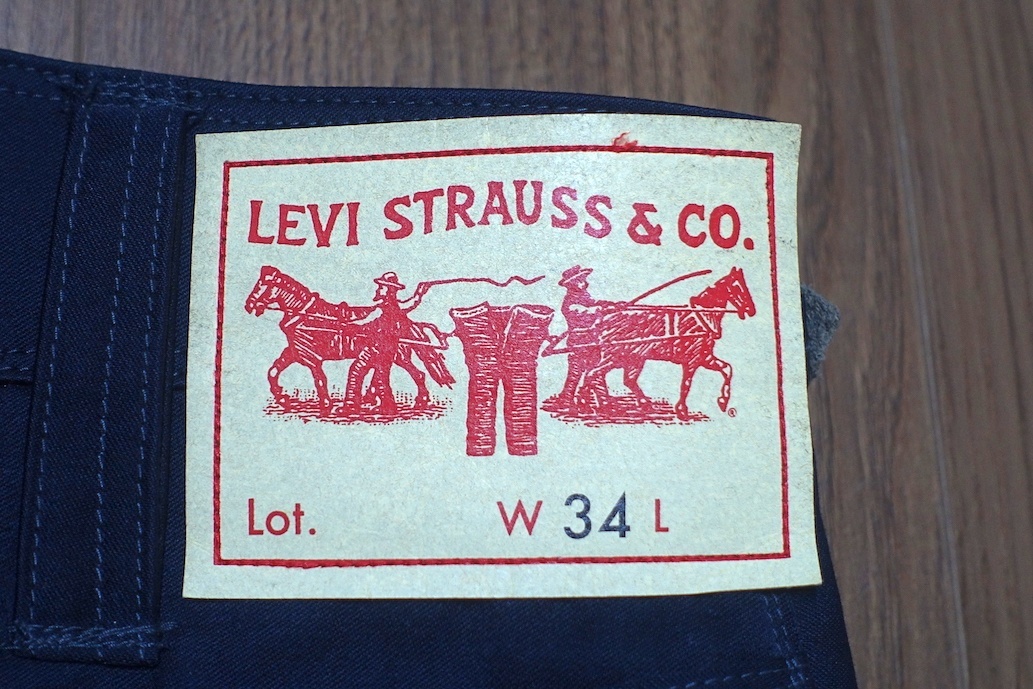 LEVI STRAUSS & CO.
®
Lot. W 34 L